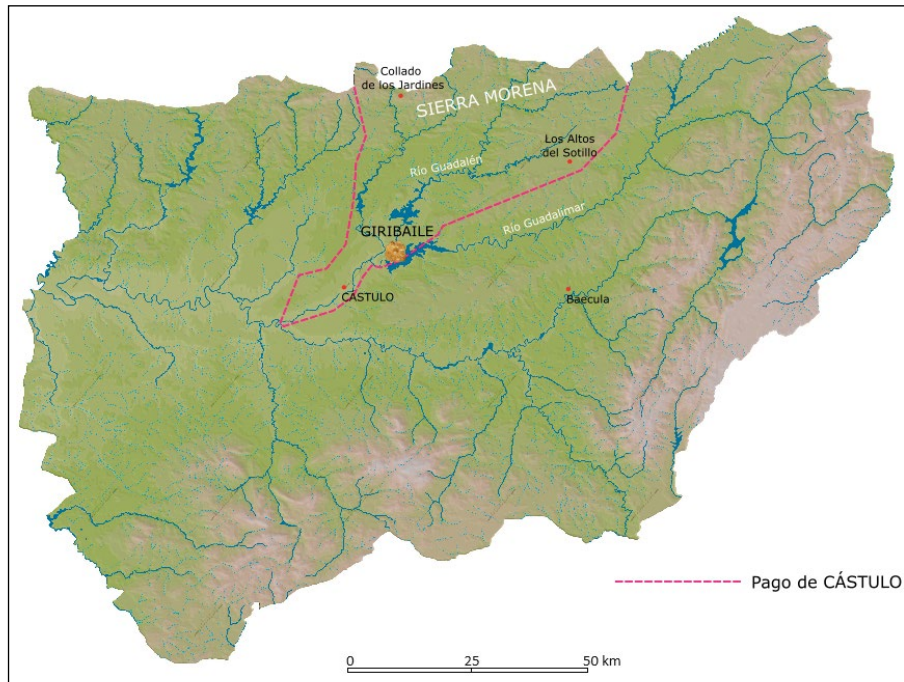 Collado
de los Jardines
SIERRA MORENA
Los Altos
del Sotillo
Río Guadalén
Río Guadalimar
GIRIBAILE
CÁSTULO
Baecula
Pago de CÁSTULO
0 25 50 km